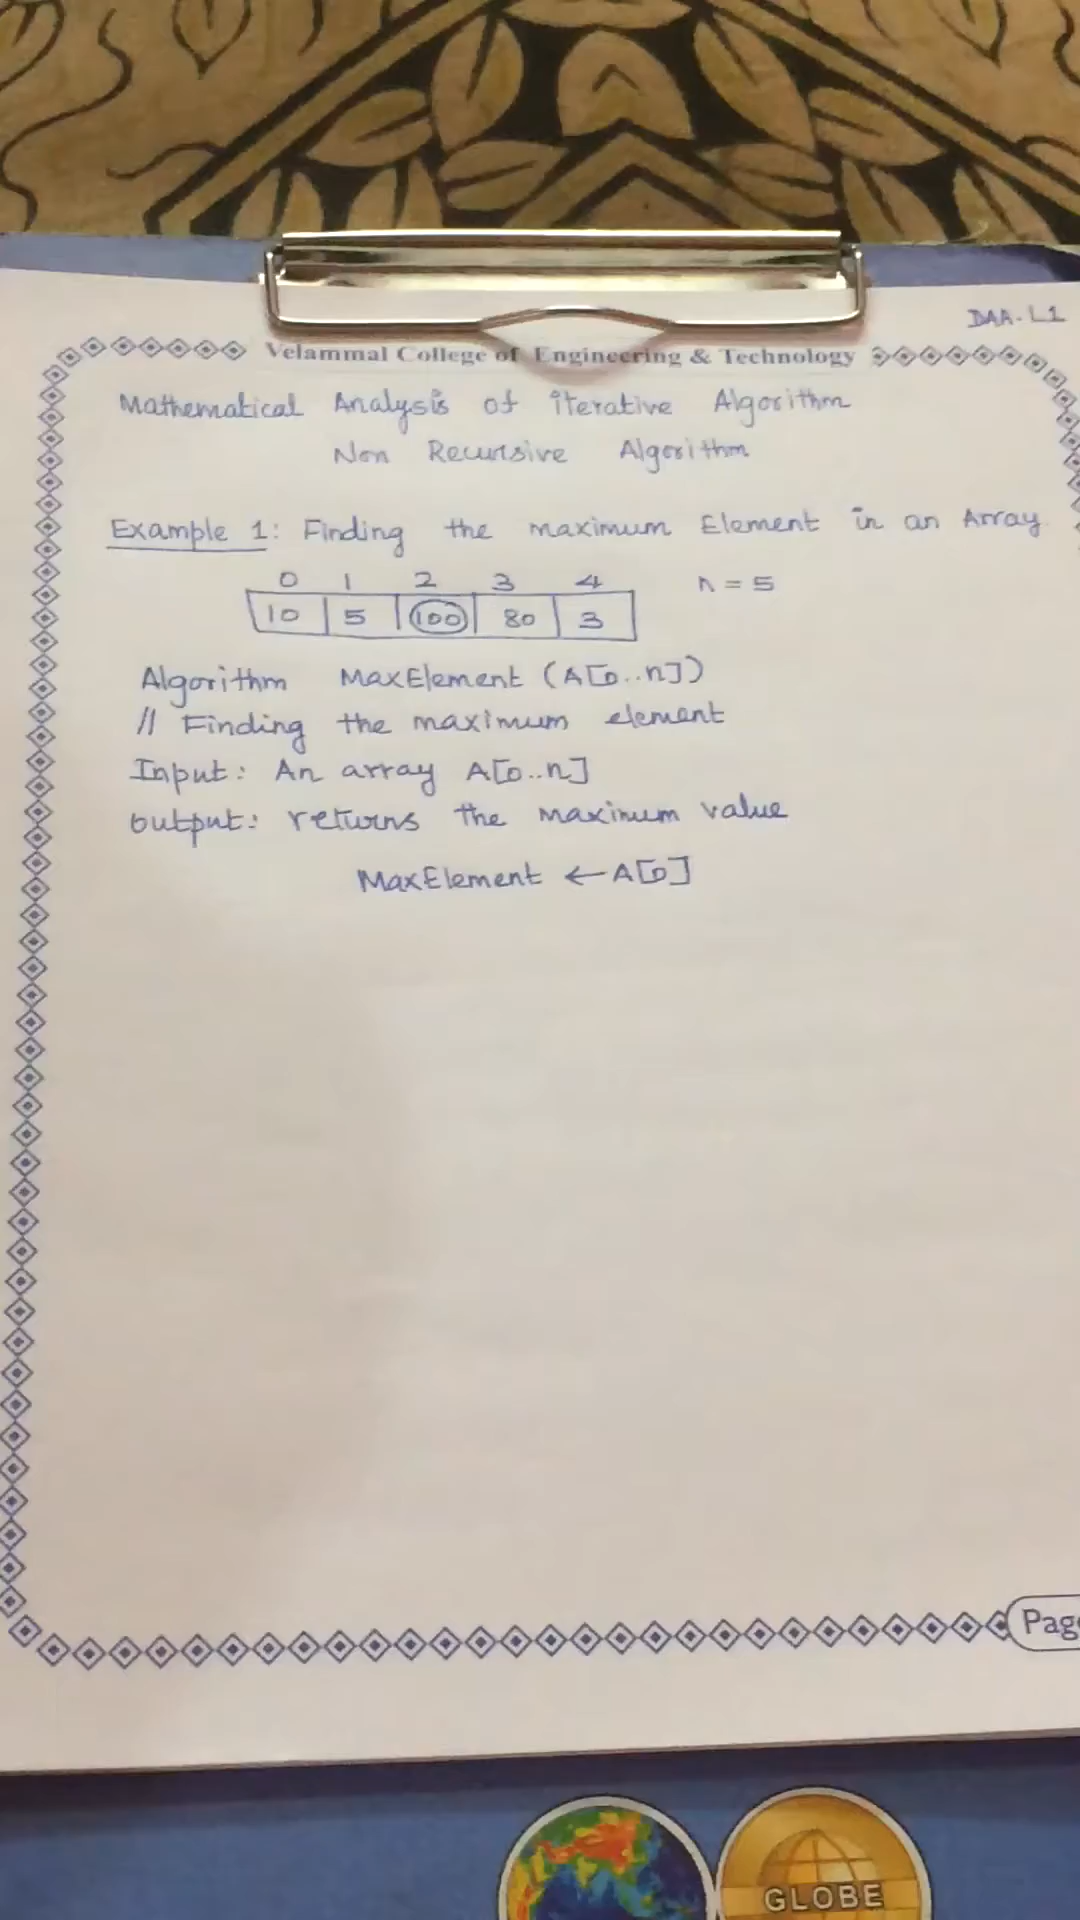 DAA-L1
Velammal College of Engineering & Technology
Mathematical Analysis of iterative Algorithm
Non Recursive Algorithm
Example 1: Finding the maximum Element in an Array
0 1 2 3 4 n = 5
10 5 100 80 3
Algorithm MaxElement (A[0..n])
// Finding the maximum element
Input: An array A[0..n]
output: returns the maximum value
MaxElement ← A[0]
Pag
GLOBE